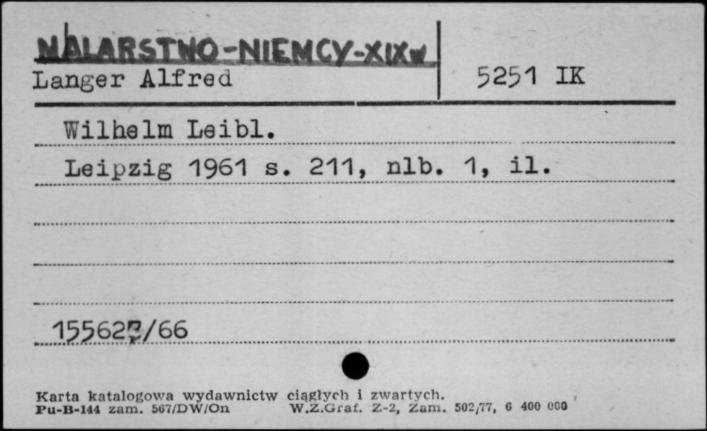 MALARSTWO-NIEMCY-XIXw
Langer Alfred 5251 IK
Wilhelm Leibl.
Leipzig 1961 s. 211, nlb. 1, il.
Karta katalogowa wydawnictw ciągłych i zwartych.
Pu-B-144 zam. 567/DW/On W.Z.Graf. Z-2, Zam. 502/77, 6 400 000